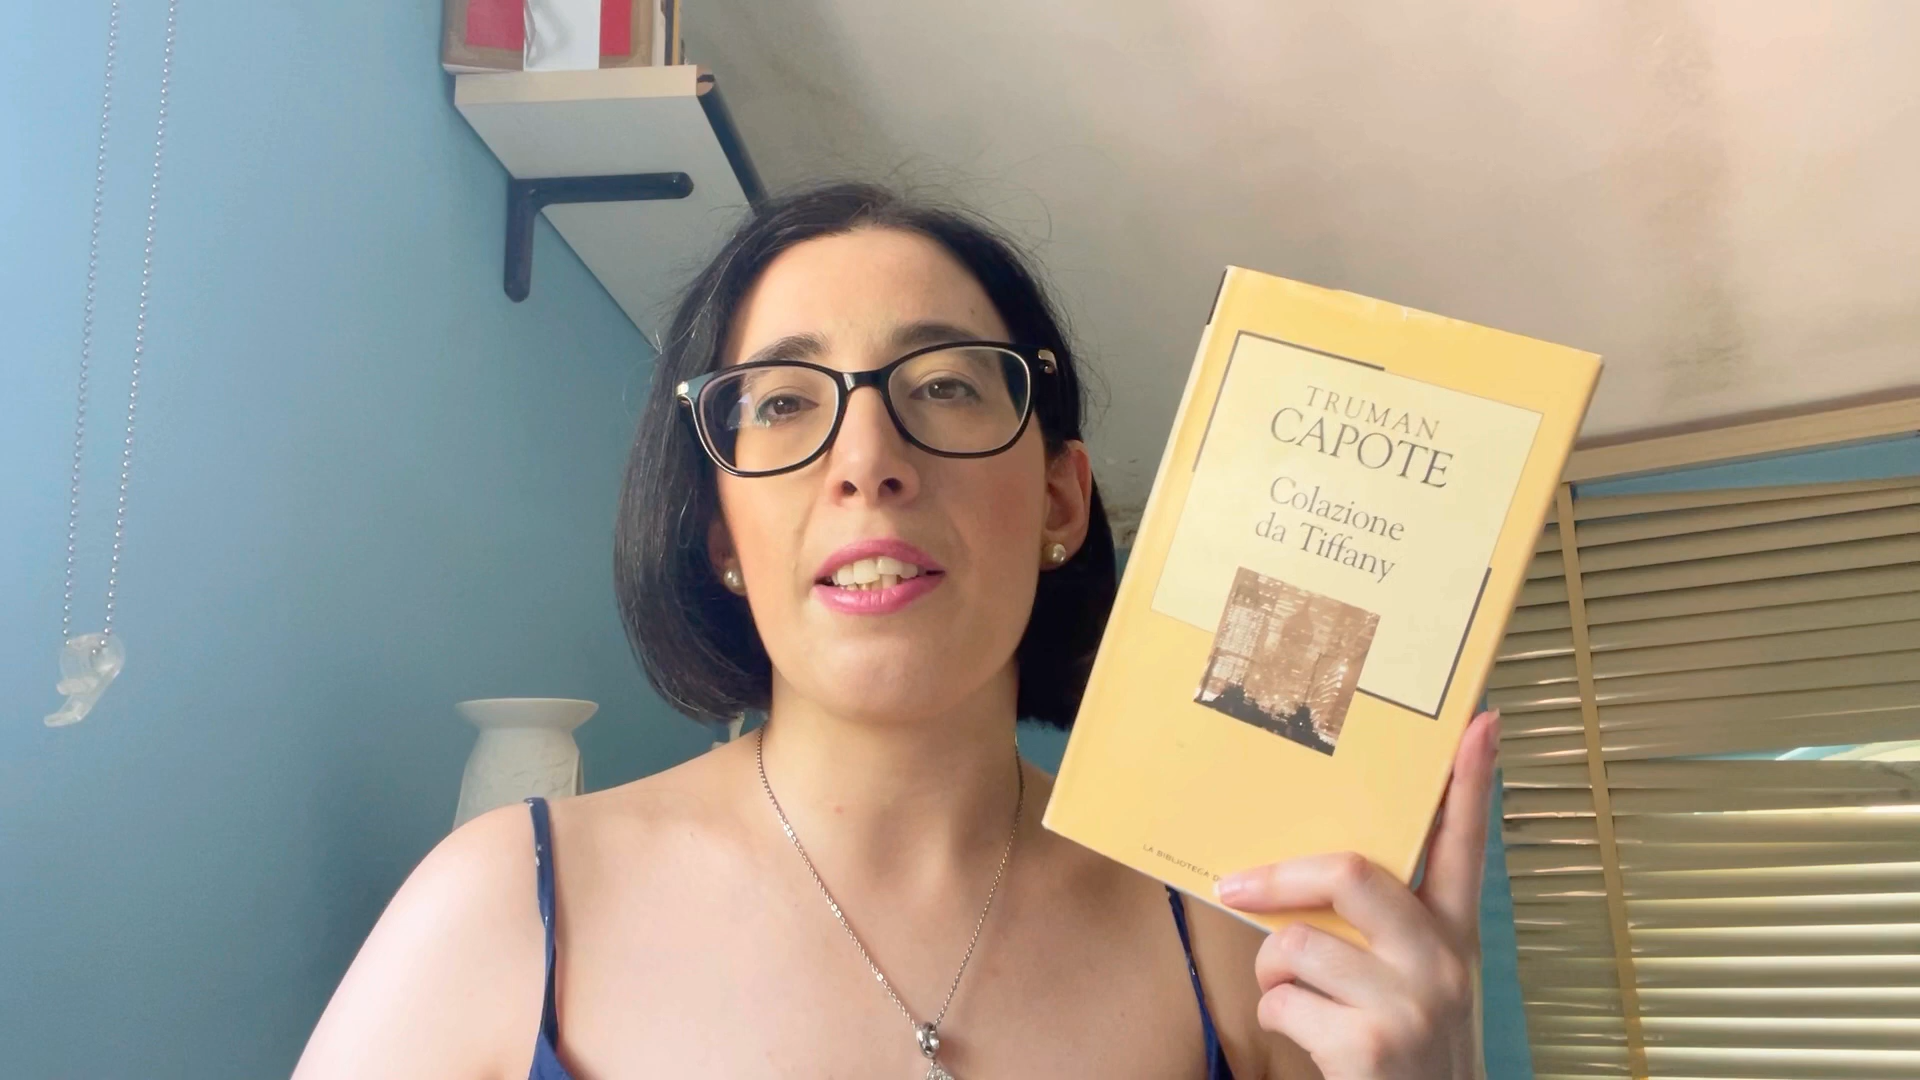 TRUMAN
CAPOTE
Colazione
da Tiffany
LA BIBLIOTECA